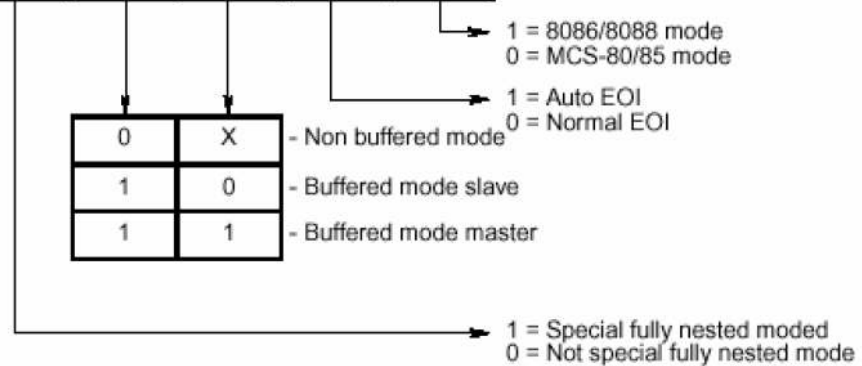 1 = 8086/8088 mode
0 = MCS-80/85 mode
1 = Auto EOI
0 = Normal EOI
0 X - Non buffered mode
1 0 - Buffered mode slave
1 1 - Buffered mode master
1 = Special fully nested moded
0 = Not special fully nested mode